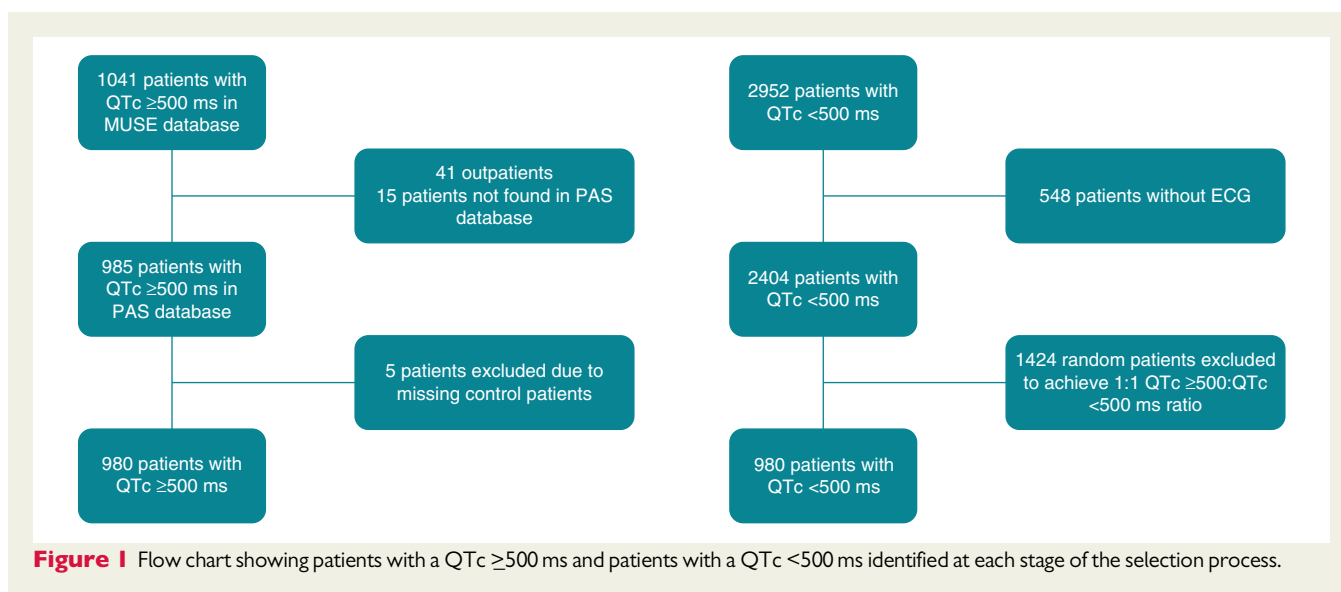 1041 patients with
QTc ≥500 ms in
MUSE database
41 outpatients
15 patients not found in PAS
database
985 patients with
QTc ≥500 ms in
PAS database
5 patients excluded due to
missing control patients
980 patients with
QTc ≥500 ms
2952 patients with
QTc <500 ms
548 patients without ECG
2404 patients with
QTc <500 ms
1424 random patients excluded
to achieve 1:1 QTc ≥500:QTc
<500 ms ratio
980 patients with
QTc <500 ms
Figure 1 Flow chart showing patients with a QTc ≥500 ms and patients with a QTc <500 ms identified at each stage of the selection process.